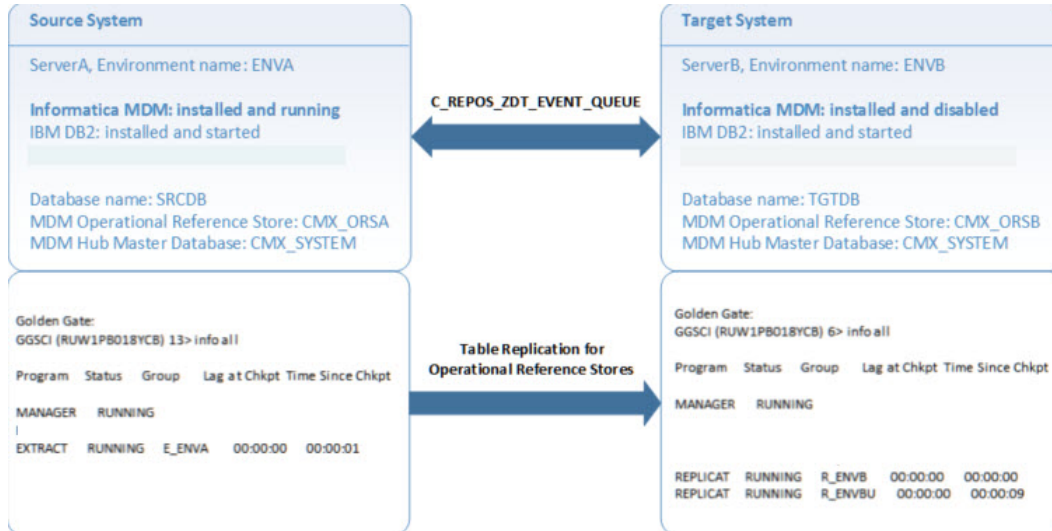 Source System
ServerA, Environment name: ENVA
Informatica MDM: installed and running
IBM DB2: installed and started
Database name: SRCDB
MDM Operational Reference Store: CMX_ORSA
MDM Hub Master Database: CMX_SYSTEM
C_REPOS_ZDT_EVENT_QUEUE
Target System
ServerB, Environment name: ENVB
Informatica MDM: installed and disabled
IBM DB2: installed and started
Database name: TGTDB
MDM Operational Reference Store: CMX_ORSB
MDM Hub Master Database: CMX_SYSTEM
Golden Gate:
GGSCI (RUW1PB018YCB) 13> info all
Program Status Group Lag at Chkpt Time Since Chkpt
MANAGER RUNNING
EXTRACT RUNNING E_ENVA 00:00:00 00:00:01
Table Replication for
Operational Reference Stores
Golden Gate:
GGSCI (RUW1PB018YCB) 6> info all
Program Status Group Lag at Chkpt Time Since Chkpt
MANAGER RUNNING
REPLICAT RUNNING R_ENVB 00:00:00 00:00:00
REPLICAT RUNNING R_ENVBU 00:00:00 00:00:09